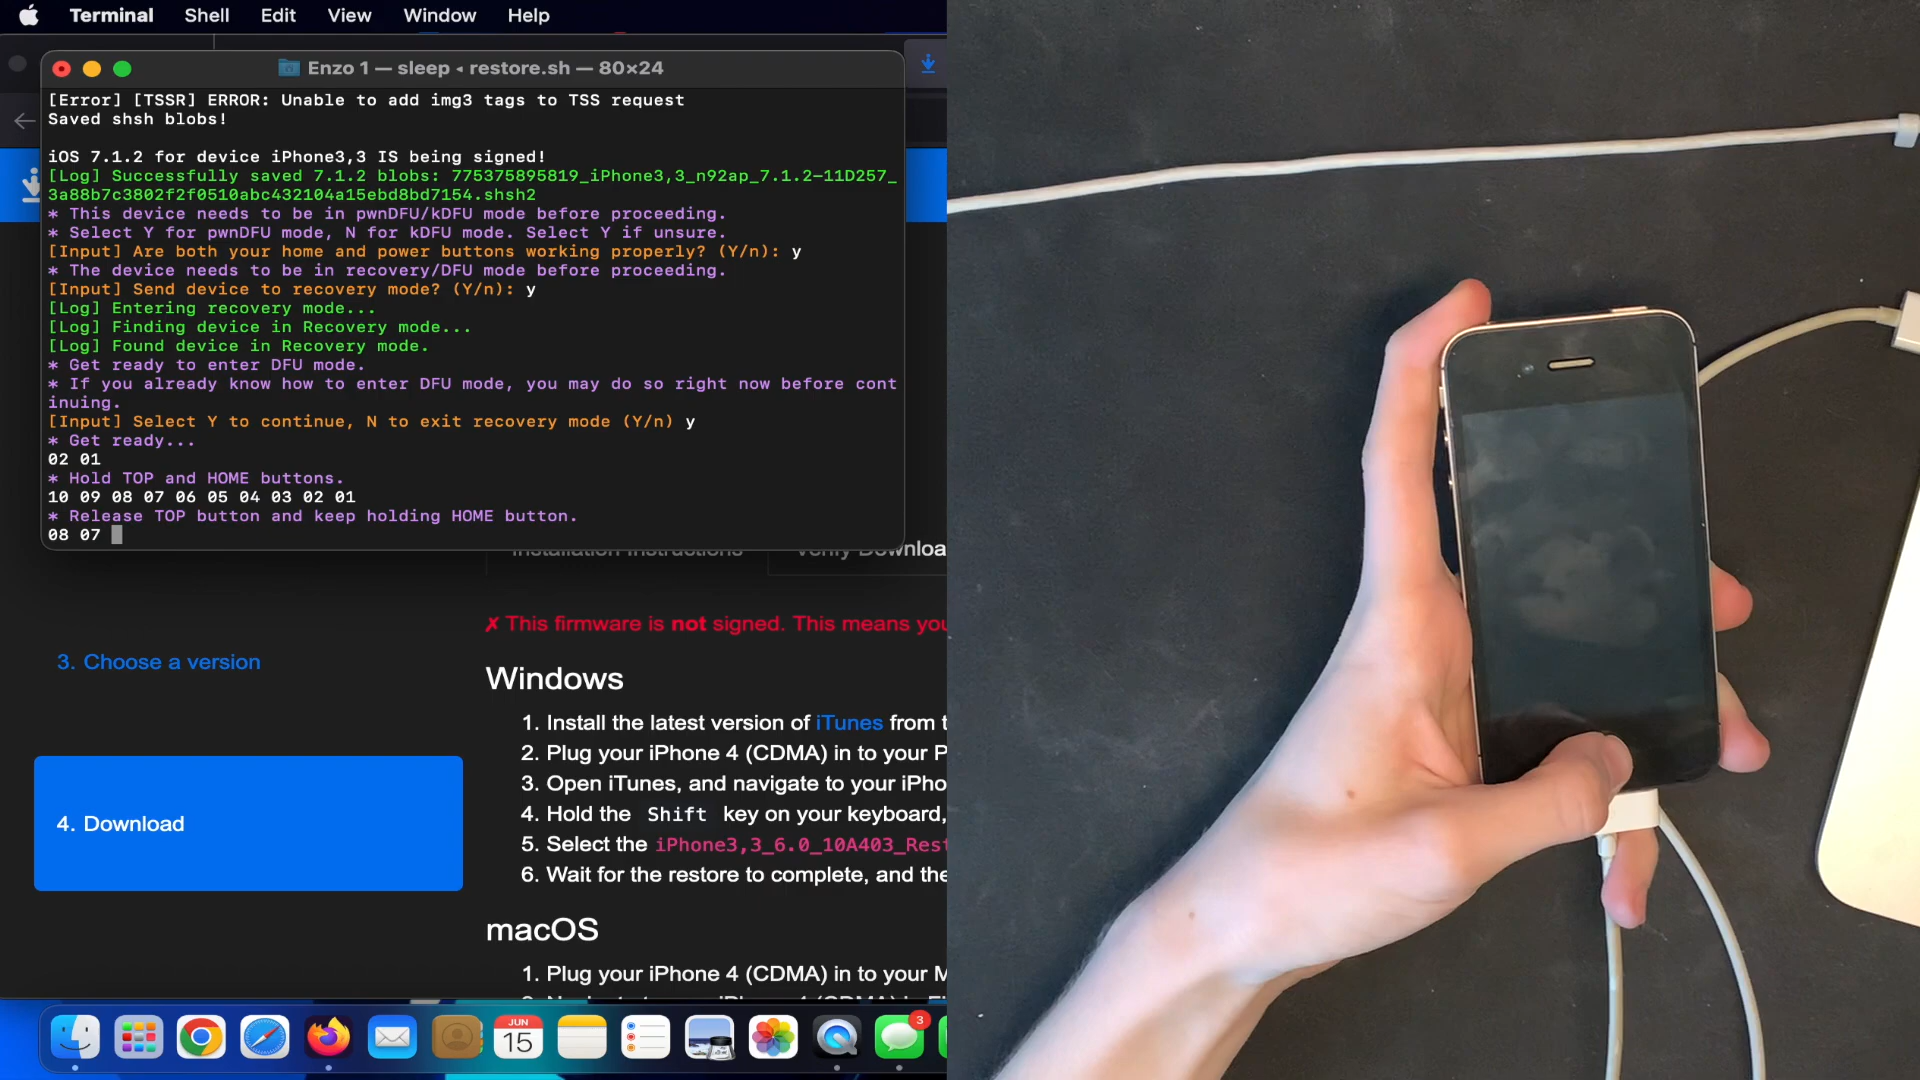 Terminal Shell Edit View Window Help
Enzo 1 — sleep ◂ restore.sh — 80×24
[Error] [TSSR] ERROR: Unable to add img3 tags to TSS request
Saved shsh blobs!
iOS 7.1.2 for device iPhone3,3 IS being signed!
[Log] Successfully saved 7.1.2 blobs: 775375895819_iPhone3,3_n92ap_7.1.2-11D257_
3a88b7c3802f2f0510abc432104a15ebd8bd7154.shsh2
* This device needs to be in pwnDFU/kDFU mode before proceeding.
* Select Y for pwnDFU mode, N for kDFU mode. Select Y if unsure.
[Input] Are both your home and power buttons working properly? (Y/n): y
* The device needs to be in recovery/DFU mode before proceeding.
[Input] Send device to recovery mode? (Y/n): y
[Log] Entering recovery mode...
[Log] Finding device in Recovery mode...
[Log] Found device in Recovery mode.
* Get ready to enter DFU mode.
* If you already know how to enter DFU mode, you may do so right now before cont
inuing.
[Input] Select Y to continue, N to exit recovery mode (Y/n) y
* Get ready...
02 01
* Hold TOP and HOME buttons.
10 09 08 07 06 05 04 03 02 01
* Release TOP button and keep holding HOME button.
08 07
Installation Instructions Verify Downloa
✗ This firmware is not signed. This means you
3. Choose a version
Windows
1. Install the latest version of iTunes from t
2. Plug your iPhone 4 (CDMA) in to your P
3. Open iTunes, and navigate to your iPho
4. Hold the Shift key on your keyboard,
4. Download
5. Select the iPhone3,3_6.0_10A403_Rest
6. Wait for the restore to complete, and the
macOS
1. Plug your iPhone 4 (CDMA) in to your M
JUN
15
3